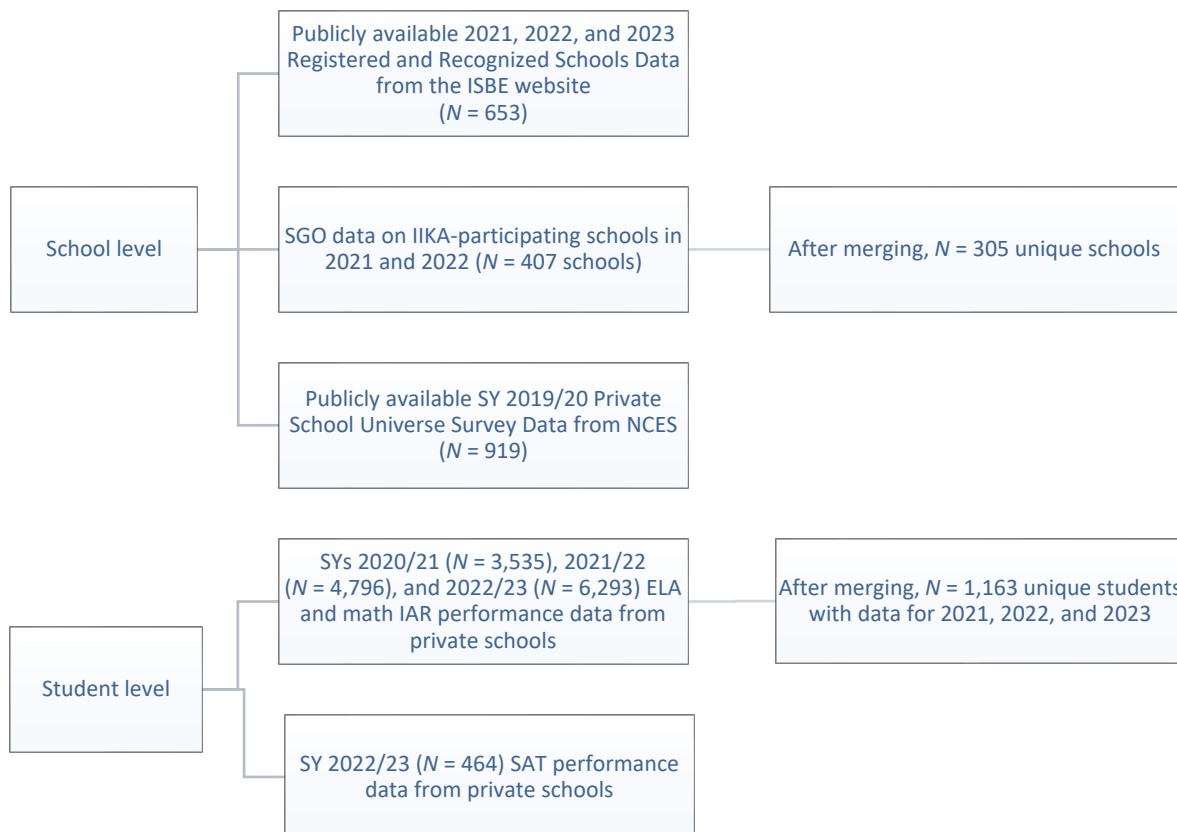 Publicly available 2021, 2022, and 2023
Registered and Recognized Schools Data
from the ISBE website
(N = 653)
School level
SGO data on IIKA-participating schools in
2021 and 2022 (N = 407 schools)
After merging, N = 305 unique schools
Publicly available SY 2019/20 Private
School Universe Survey Data from NCES
(N = 919)
Student level
SYs 2020/21 (N = 3,535), 2021/22
(N = 4,796), and 2022/23 (N = 6,293) ELA
and math IAR performance data from
private schools
After merging, N = 1,163 unique students
with data for 2021, 2022, and 2023
SY 2022/23 (N = 464) SAT performance
data from private schools